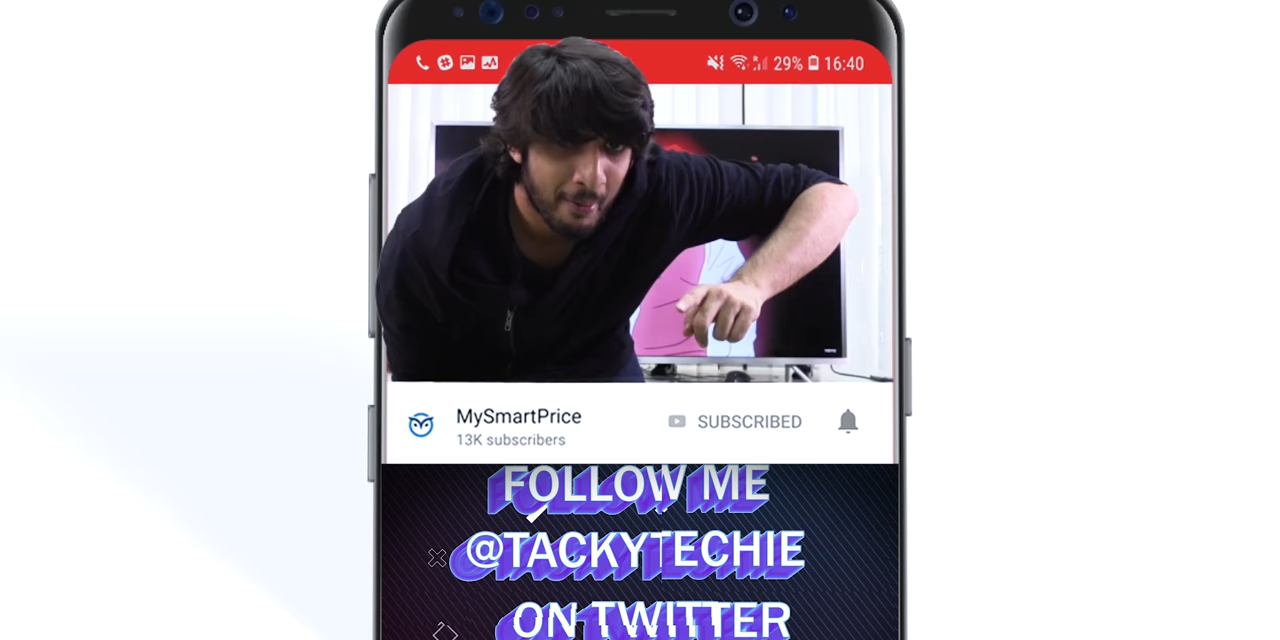 29% 16:40
MySmartPrice
SUBSCRIBED
13K subscribers
FOLLOW ME
@TACKYTECHIE
ON TWITTER